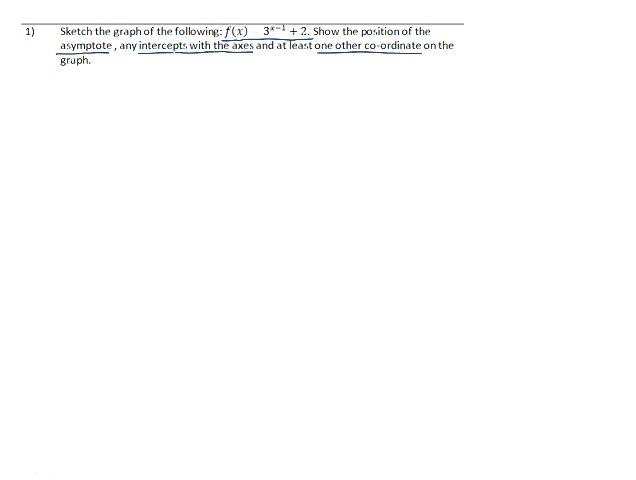 1) Sketch the graph of the following: f(x) = 3^{x-1} + 2. Show the position of the
asymptote , any intercepts with the axes and at least one other co-ordinate on the
graph.